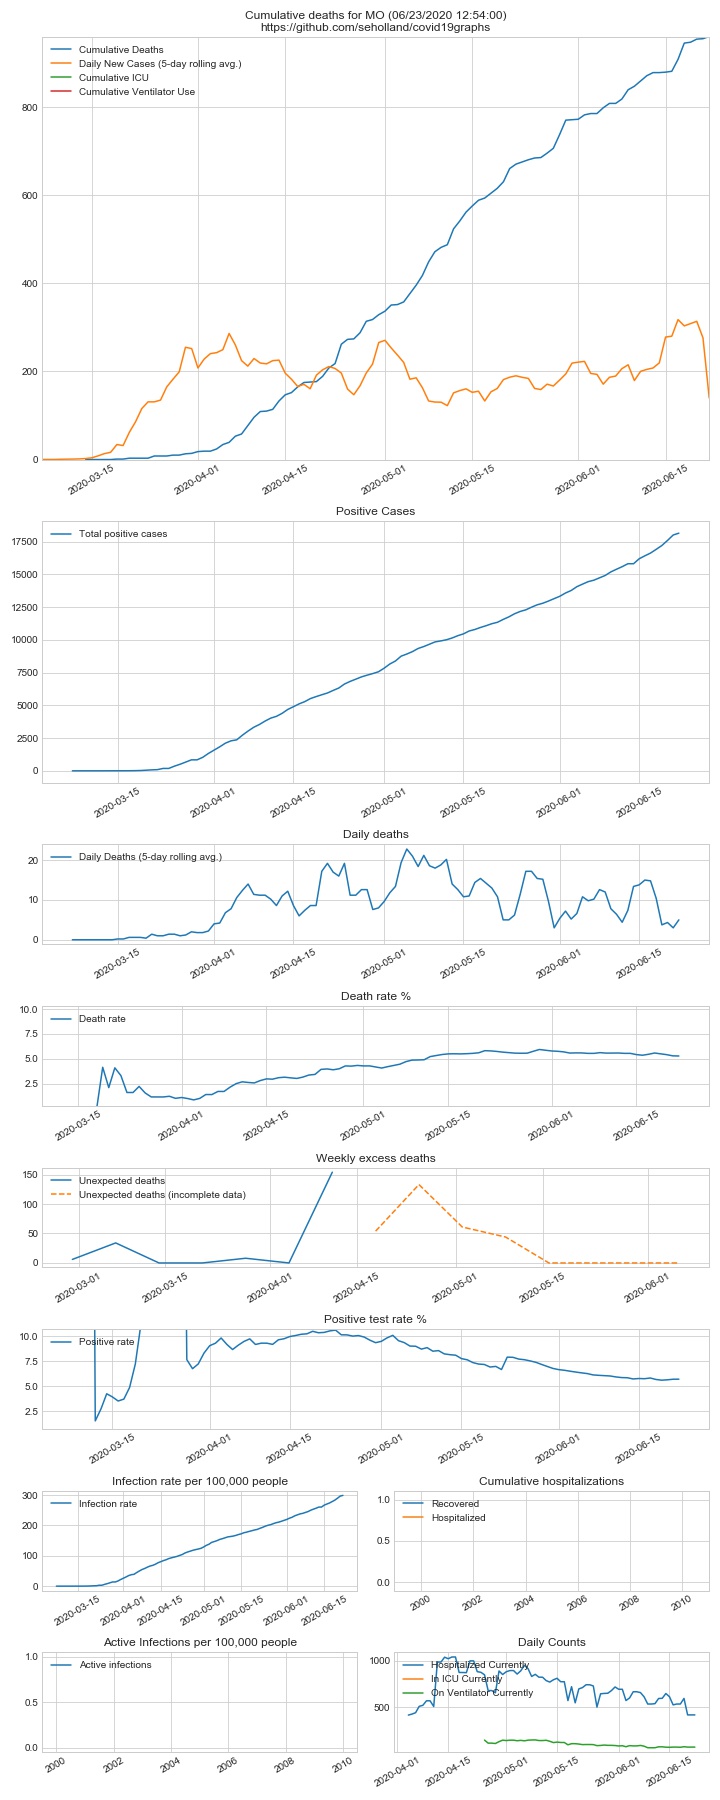 Cumulative deaths for MO (06/23/2020 12:54:00)
https://github.com/seholland/covid19graphs
Cumulative Deaths
Daily New Cases (5-day rolling avg.)
Cumulative ICU
Cumulative Ventilator Use
800
600
400
200
0
2020-03-15 2020-04-01 2020-04-15 2020-05-01 2020-05-15 2020-06-01 2020-06-15
Positive Cases
Total positive cases
17500
15000
12500
10000
7500
5000
2500
0
2020-03-15 2020-04-01 2020-04-15 2020-05-01 2020-05-15 2020-06-01 2020-06-15
Daily deaths
Daily Deaths (5-day rolling avg.)
20
10
0
2020-03-15 2020-04-01 2020-04-15 2020-05-01 2020-05-15 2020-06-01 2020-06-15
Death rate %
Death rate
10.0
7.5
5.0
2.5
2020-03-15 2020-04-01 2020-04-15 2020-05-01 2020-05-15 2020-06-01 2020-06-15
Weekly excess deaths
Unexpected deaths
Unexpected deaths (incomplete data)
150
100
50
0
2020-03-01 2020-03-15 2020-04-01 2020-04-15 2020-05-01 2020-05-15 2020-06-01
Positive test rate %
Positive rate
10.0
7.5
5.0
2.5
2020-03-15 2020-04-01 2020-04-15 2020-05-01 2020-05-15 2020-06-01 2020-06-15
Infection rate per 100,000 people
Infection rate
300
200
100
0
2020-03-15 2020-04-01 2020-04-15 2020-05-01 2020-05-15 2020-06-01 2020-06-15
Cumulative hospitalizations
Recovered
Hospitalized
1.0
0.5
0.0
2000 2002 2004 2006 2008 2010
Active Infections per 100,000 people
Active infections
1.0
0.5
0.0
2000 2002 2004 2006 2008 2010
Daily Counts
Hospitalized Currently
In ICU Currently
On Ventilator Currently
1000
500
2020-04-01 2020-04-15 2020-05-01 2020-05-15 2020-06-01 2020-06-15